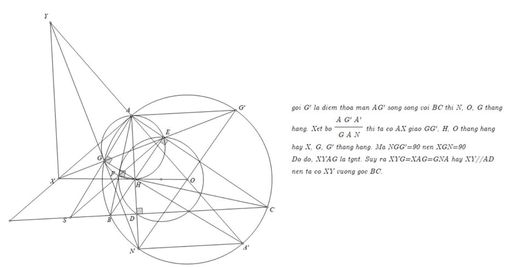 Y
A
G'
E
G
P
X
H
O
C
S
B
D
N
A'
goi G' la diem thoa man AG' song song coi BC thi N, O, G thang
hang. Xet bo
A G' A'
G A N
thi ta co AX giao GG', H, O thang hang
hay X, G, G' thang hang. Ma NGG'=90 nen XGN=90
Do do, XYAG la tgnt. Suy ra XYG=XAG=GNA hay XY//AD
nen ta co XY vuong goc BC.